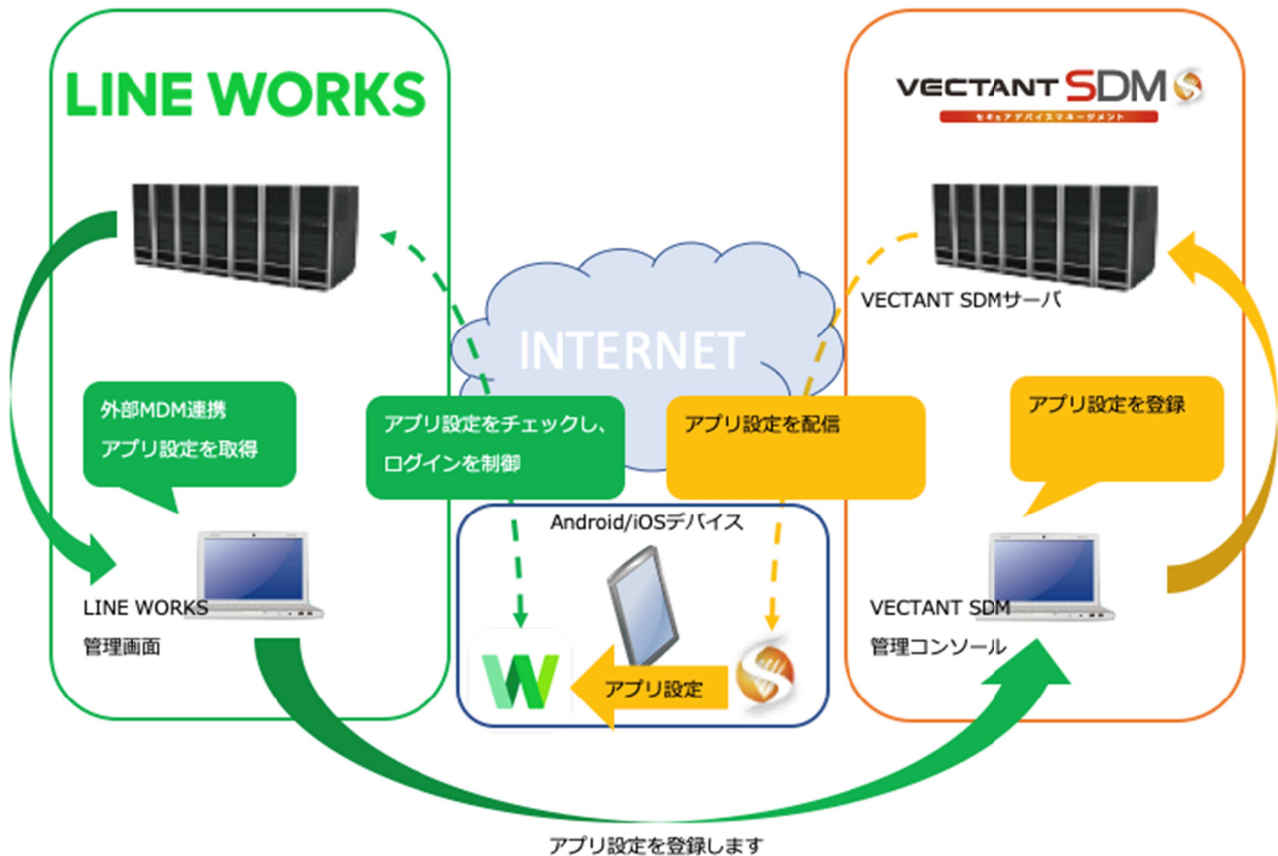 LINE WORKS
VECTANT SDM
セキュアデバイスマネージメント
VECTANT SDMサーバ
INTERNET
外部MDM連携
アプリ設定を取得
アプリ設定をチェックし、
ログインを制御
アプリ設定を配信
アプリ設定を登録
Android/iOSデバイス
LINE WORKS
管理画面
アプリ設定
VECTANT SDM
管理コンソール
アプリ設定を登録します